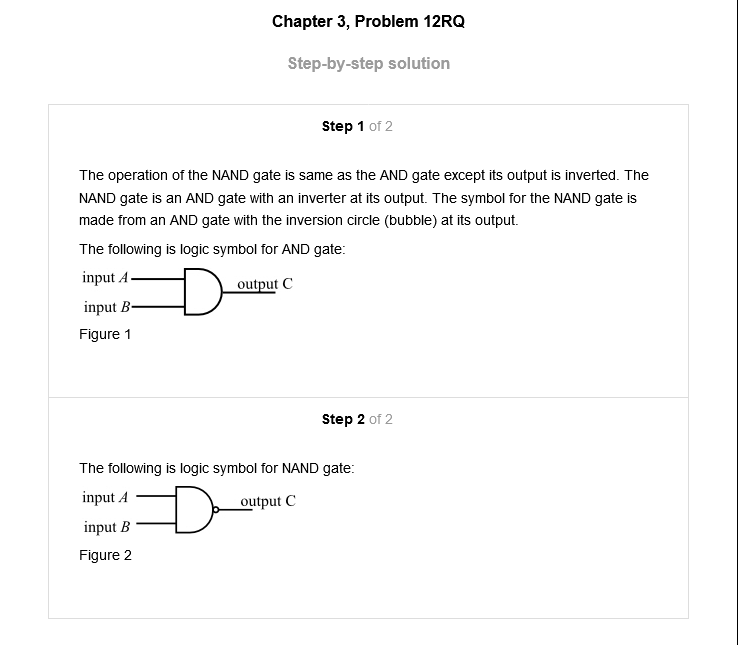 Chapter 3, Problem 12RQ
Step-by-step solution
Step 1 of 2
The operation of the NAND gate is same as the AND gate except its output is inverted. The
NAND gate is an AND gate with an inverter at its output. The symbol for the NAND gate is
made from an AND gate with the inversion circle (bubble) at its output.
The following is logic symbol for AND gate:
input A
output C
input B
Figure 1
Step 2 of 2
The following is logic symbol for NAND gate:
input A
output C
input B
Figure 2